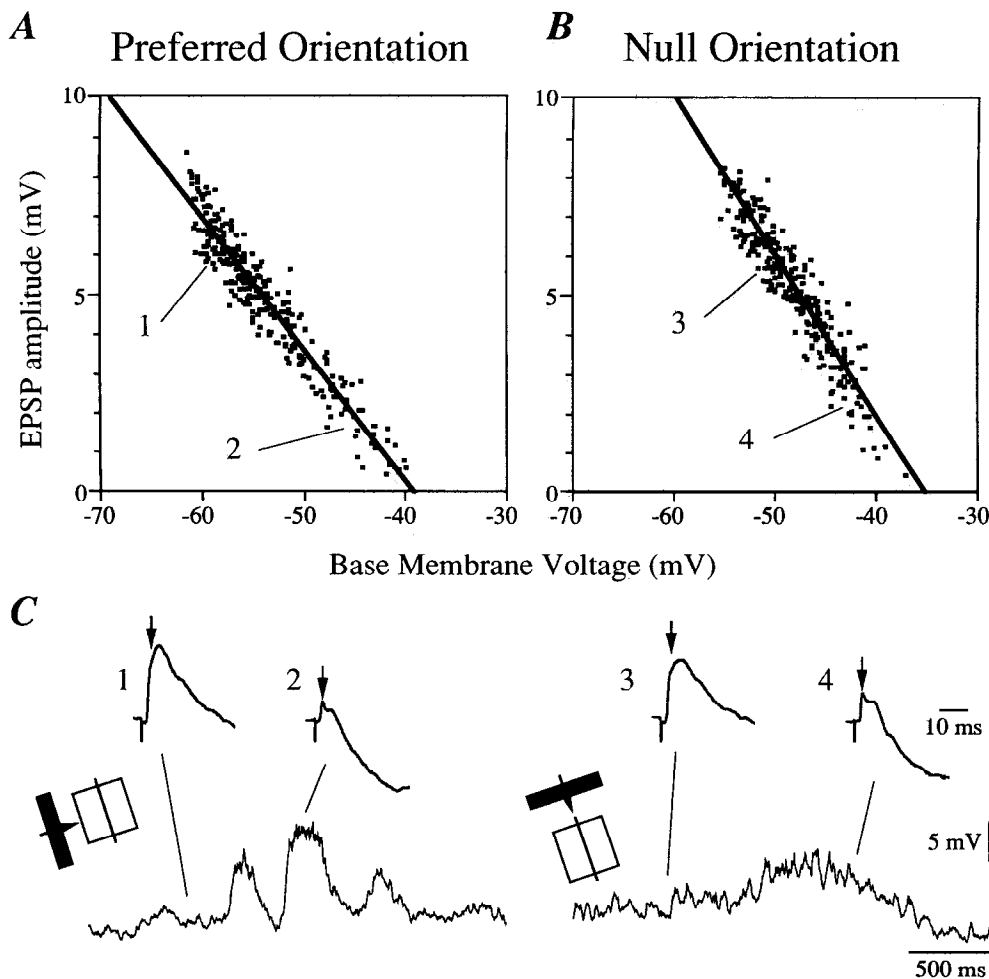 A
Preferred Orientation
B
Null Orientation
EPSP amplitude (mV)
10
5
0
-70 -60 -50 -40 -30
1
2
10
5
0
-70 -60 -50 -40 -30
3
4
Base Membrane Voltage (mV)
C
1
2
3
4
10 ms
5 mV
500 ms